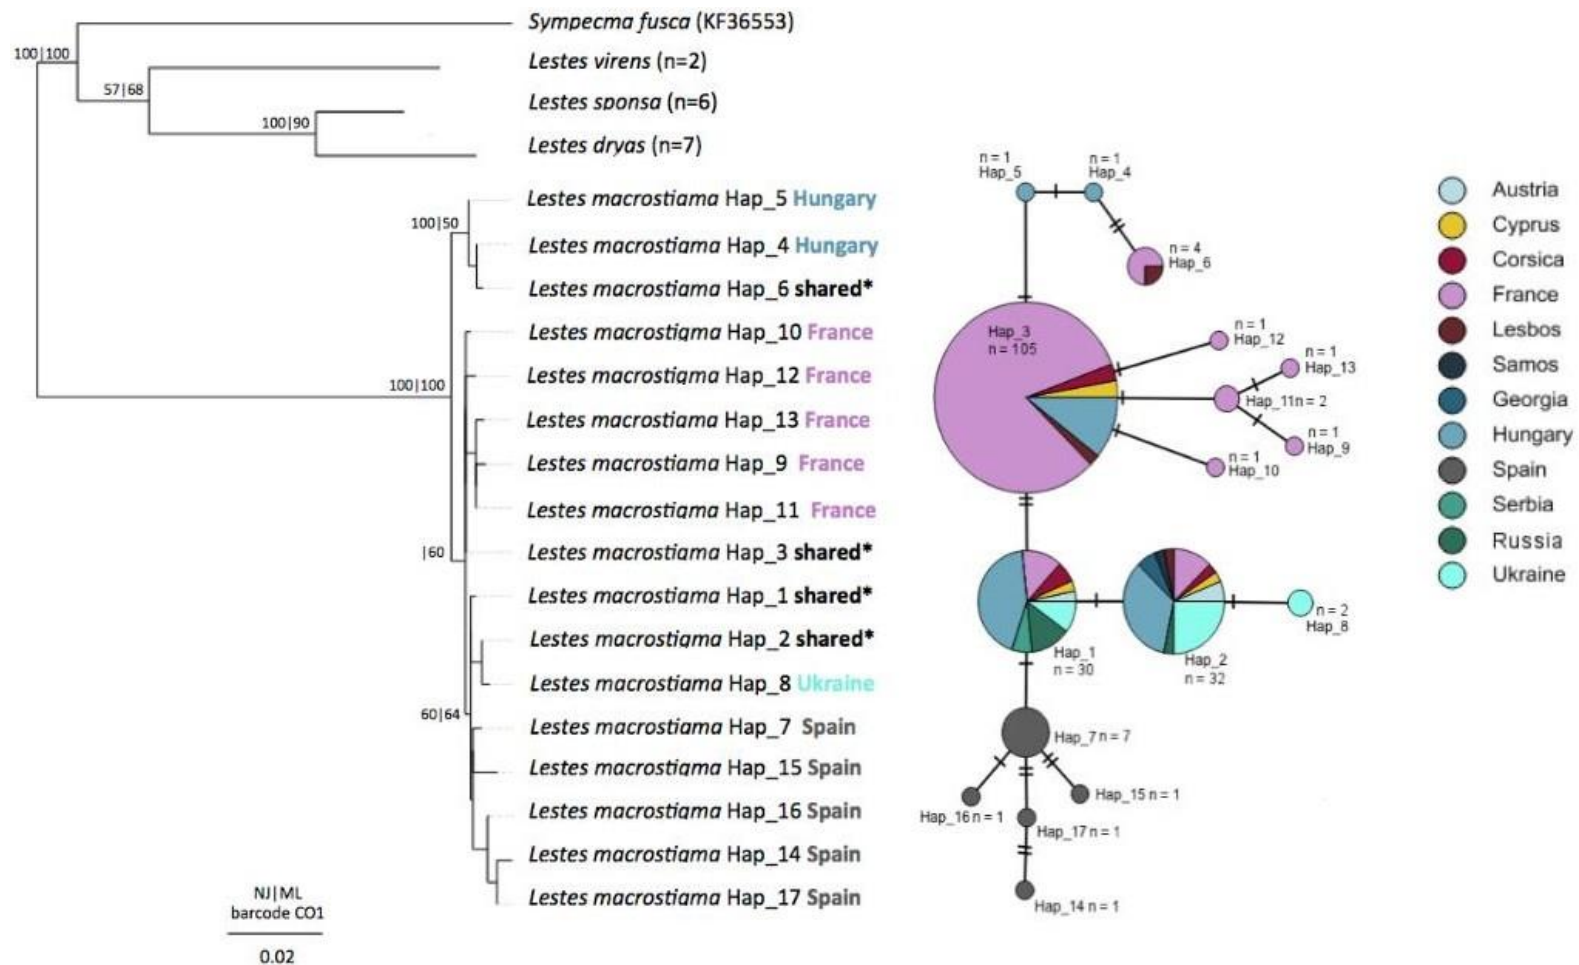 Sympecma fusca (KF36553)
100|100
Lestes virens (n=2)
57|68
Lestes sponsa (n=6)
100|90
Lestes dryas (n=7)
Lestes macrostigma Hap_5 Hungary
100|50
Lestes macrostigma Hap_4 Hungary
Lestes macrostigma Hap_6 shared*
Lestes macrostigma Hap_10 France
Lestes macrostigma Hap_12 France
100|100
Lestes macrostigma Hap_13 France
Lestes macrostigma Hap_9 France
Lestes macrostigma Hap_11 France
|60
Lestes macrostigma Hap_3 shared*
Lestes macrostigma Hap_1 shared*
Lestes macrostigma Hap_2 shared*
Lestes macrostigma Hap_8 Ukraine
60|64
Lestes macrostigma Hap_7 Spain
Lestes macrostigma Hap_15 Spain
Lestes macrostigma Hap_16 Spain
Lestes macrostigma Hap_14 Spain
Lestes macrostigma Hap_17 Spain
NJ|ML
barcode CO1
0.02
n = 1
Hap_5
n = 1
Hap_4
n = 4
Hap_6
Hap_3
n = 105
n = 1
Hap_12
n = 1
Hap_13
Hap_11 n = 2
n = 1
Hap_9
n = 1
Hap_10
Hap_1
n = 30
Hap_2
n = 32
n = 2
Hap_8
Hap_7 n = 7
Hap_16 n = 1
Hap_15 n = 1
Hap_17 n = 1
Hap_14 n = 1
Austria
Cyprus
Corsica
France
Lesbos
Samos
Georgia
Hungary
Spain
Serbia
Russia
Ukraine